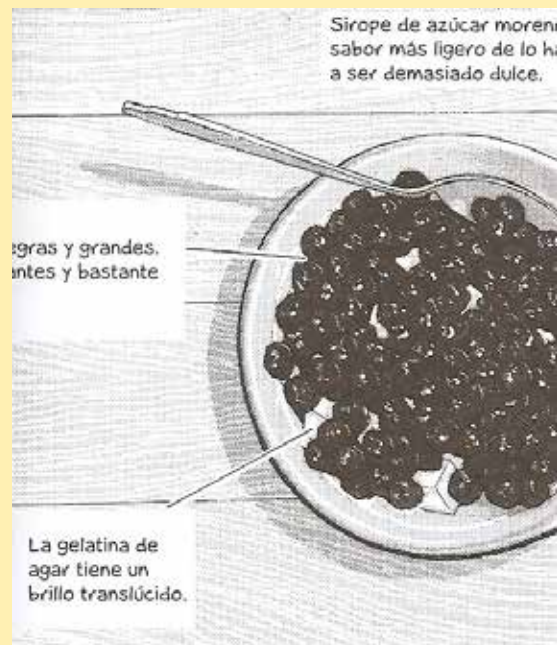 Sirope de azúcar moren
sabor más ligero de lo ha
a ser demasiado dulce.
egras y grandes.
antes y bastante
La gelatina de
agar tiene un
brillo translúcido.